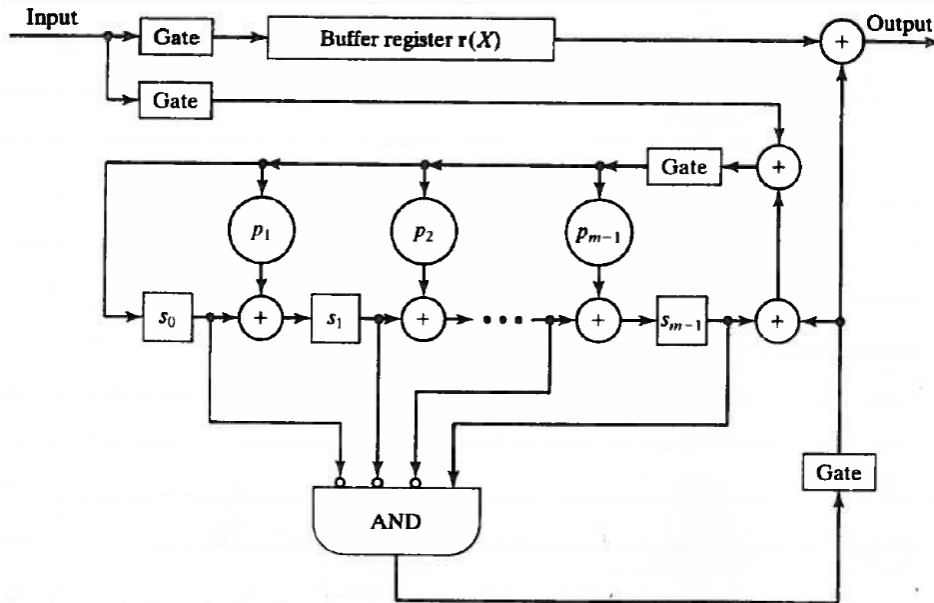 Input
Gate
Buffer register r(X)
+
Output
Gate
Gate
+
p₁
p₂
pₘ₋₁
s₀
+
s₁
+
• • •
+
sₘ₋₁
+
Gate
AND